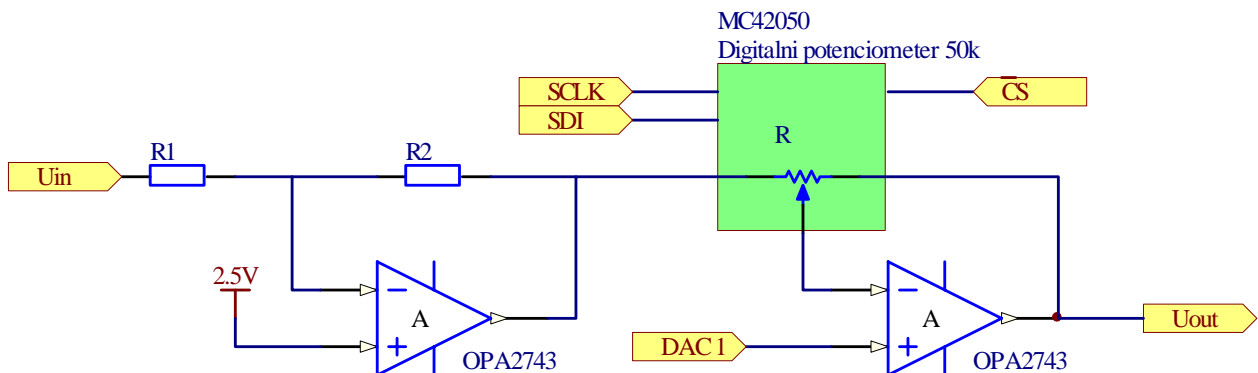 MC42050
Digitalni potenciometer 50k
SCLK
CS
SDI
R
R1
R2
Uin
2.5V
A
A
DAC 1
Uout
OPA2743
OPA2743